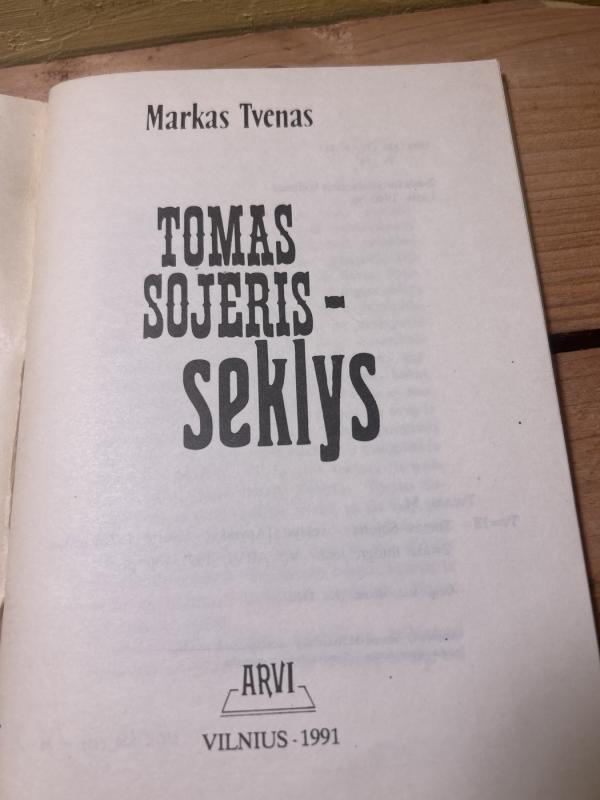 Markas Tvenas
TOMAS
SOJERIS -
seklys
ARVI
VILNIUS · 1991